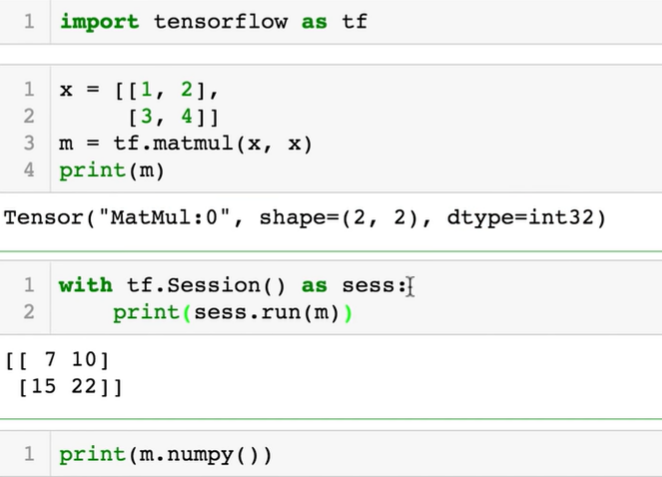 1 import tensorflow as tf
1 x = [[1, 2],
2      [3, 4]]
3 m = tf.matmul(x, x)
4 print(m)
Tensor("MatMul:0", shape=(2, 2), dtype=int32)
1 with tf.Session() as sess:
2     print(sess.run(m))
[[ 7 10]
 [15 22]]
1 print(m.numpy())